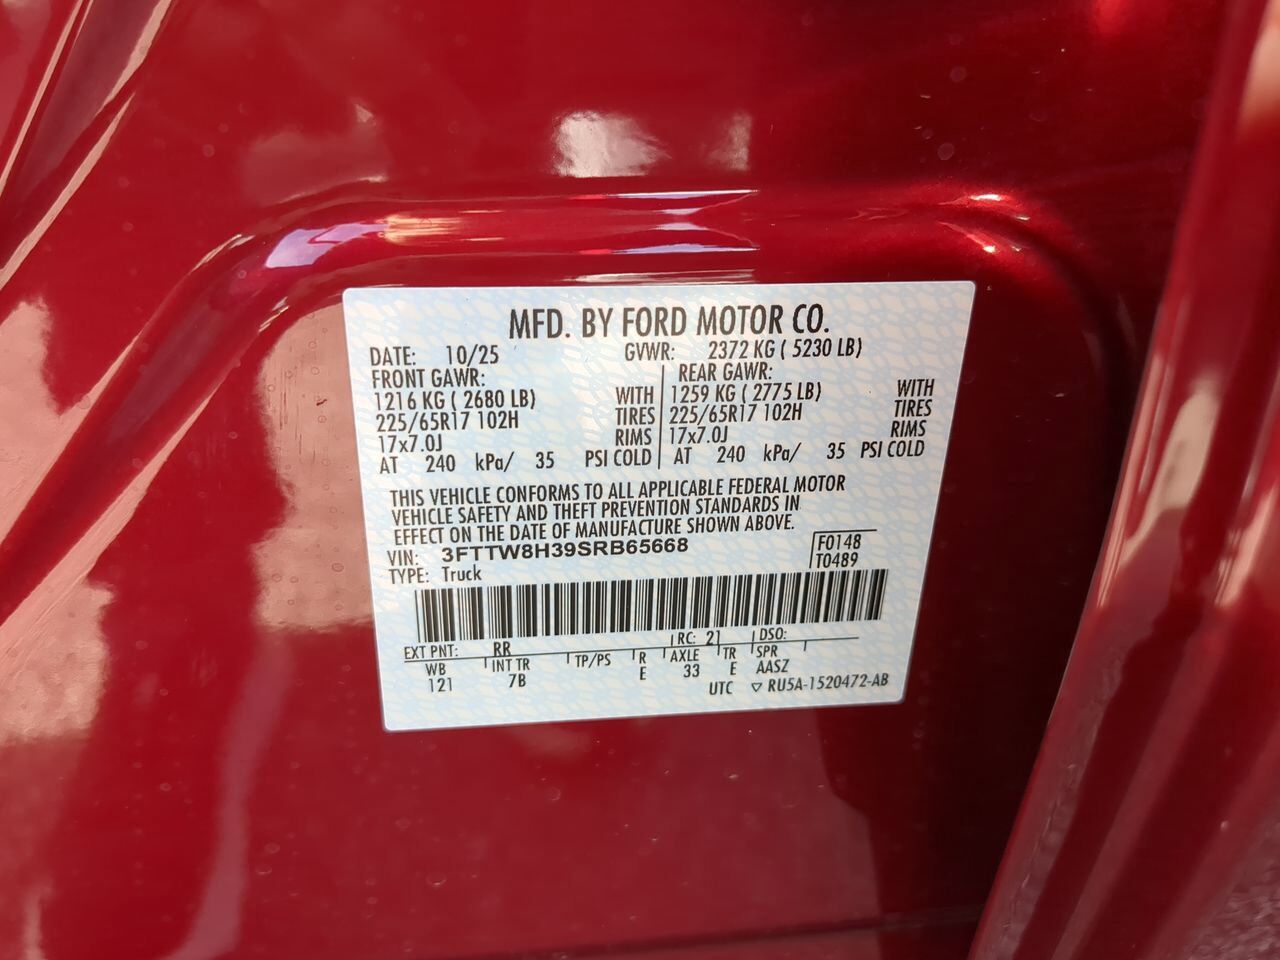 MFD. BY FORD MOTOR CO.
DATE: 10/25 GVWR: 2372 KG ( 5230 LB)
FRONT GAWR: REAR GAWR:
1216 KG ( 2680 LB) WITH 1259 KG ( 2775 LB) WITH
225/65R17 102H TIRES 225/65R17 102H TIRES
17x7.0J RIMS 17x7.0J RIMS
AT 240 kPa/ 35 PSI COLD AT 240 kPa/ 35 PSI COLD
THIS VEHICLE CONFORMS TO ALL APPLICABLE FEDERAL MOTOR
VEHICLE SAFETY AND THEFT PREVENTION STANDARDS IN
EFFECT ON THE DATE OF MANUFACTURE SHOWN ABOVE.
VIN: 3FTTW8H39SRB65668 F0148
TYPE: Truck T0489
EXT PNT: RR RC: 21 DSO:
WB INT TR TP/PS R AXLE TR SPR
121 7B E 33 E AASZ
UTC ▽ RU5A-1520472-AB